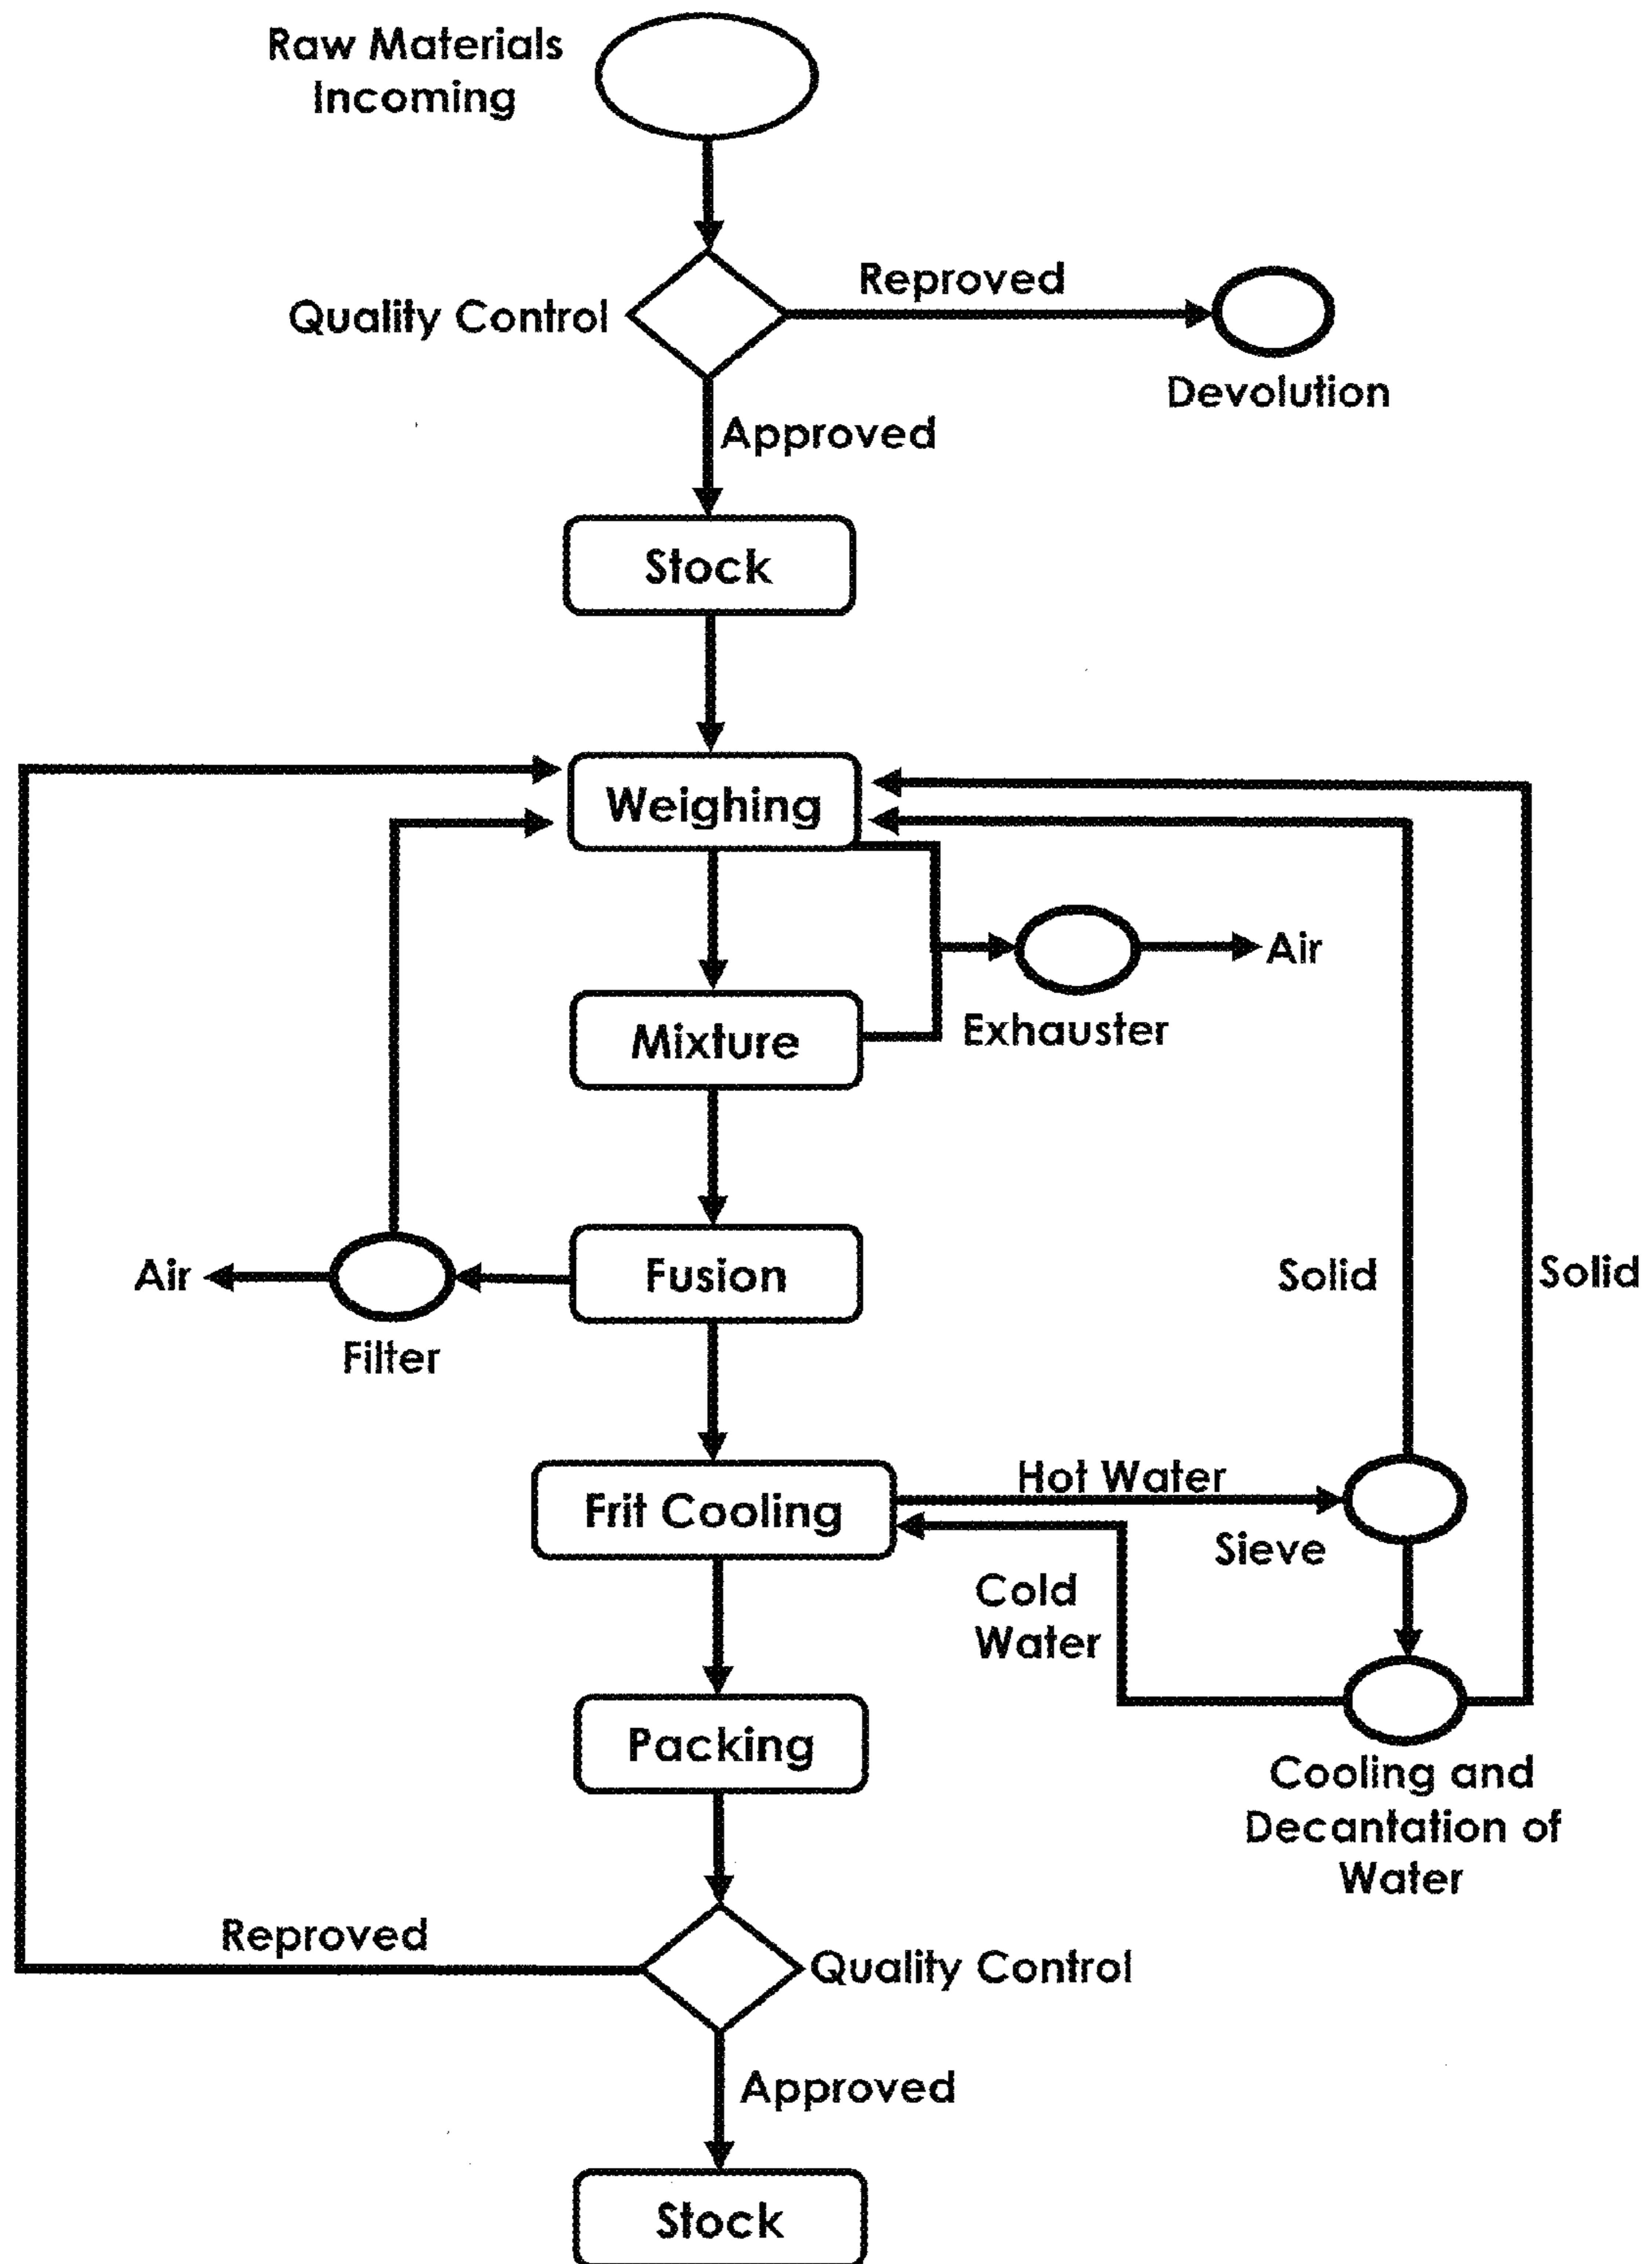 Raw Materials
Incoming
Quality Control
Reproved
Devolution
Approved
Stock
Weighing
Air
Exhauster
Mixture
Air
Filter
Fusion
Solid
Solid
Frit Cooling
Hot Water
Sieve
Cold
Water
Packing
Cooling and
Decantation of
Water
Reproved
Quality Control
Approved
Stock